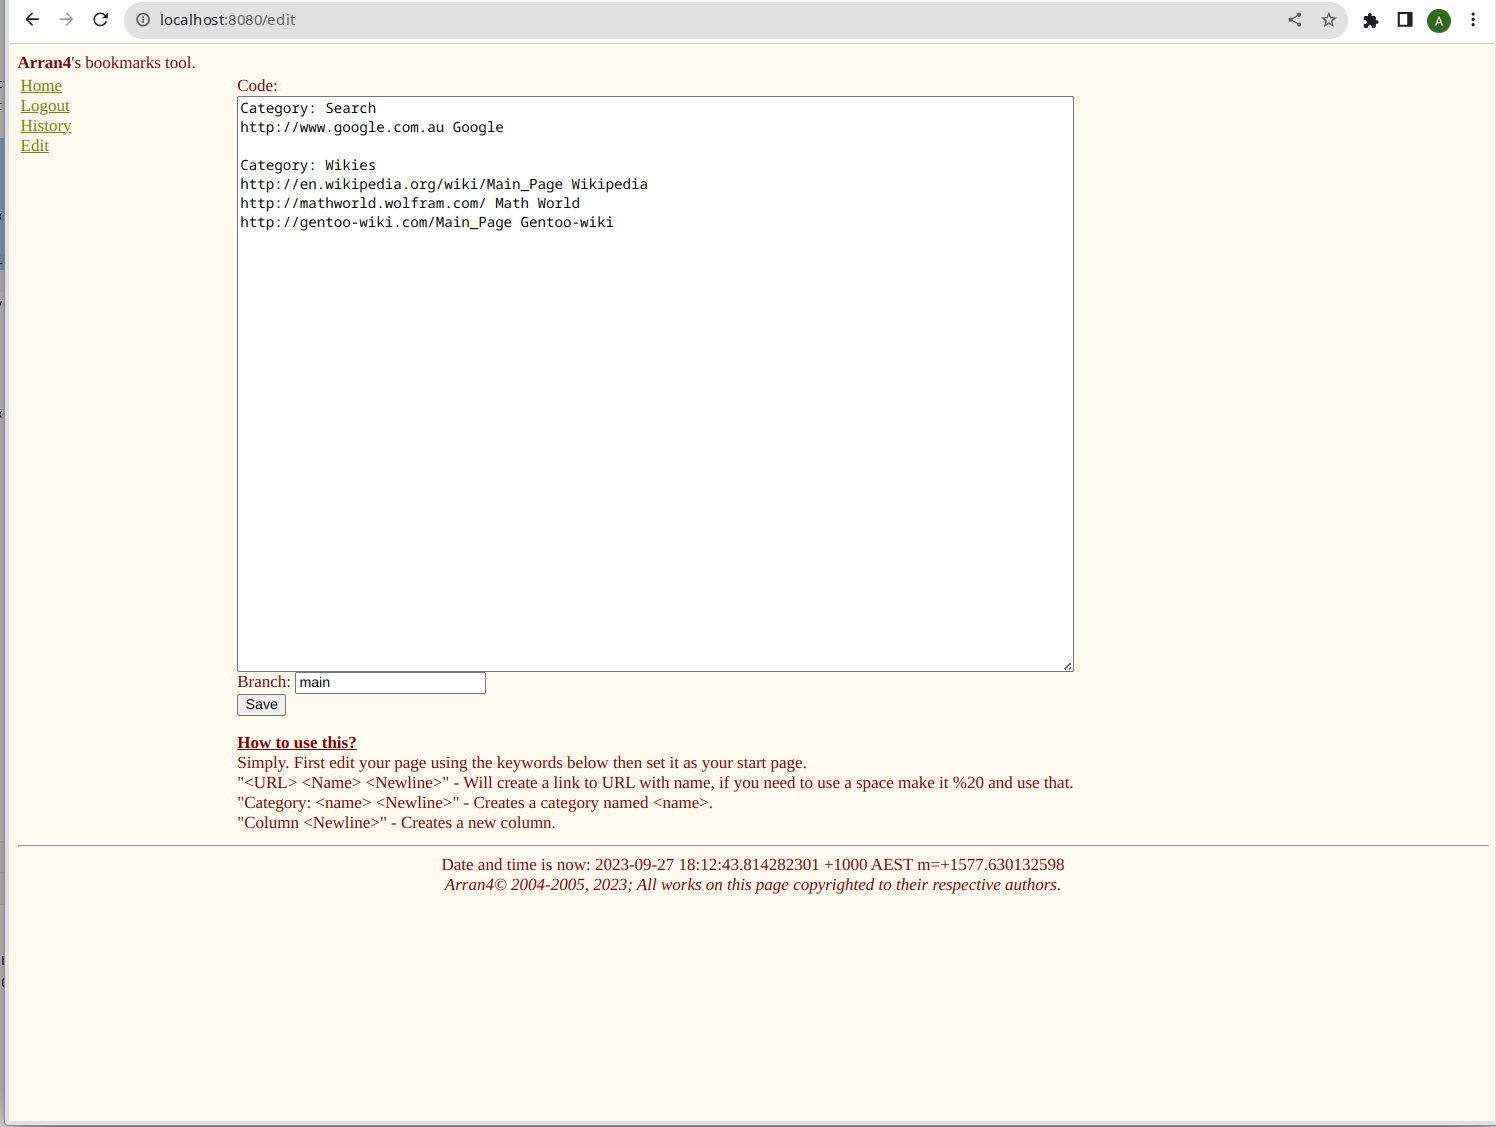 localhost:8080/edit
A
Arran4's bookmarks tool.
Home
Logout
History
Edit
Code:
Category: Search
http://www.google.com.au Google
Category: Wikies
http://en.wikipedia.org/wiki/Main_Page Wikipedia
http://mathworld.wolfram.com/ Math World
http://gentoo-wiki.com/Main_Page Gentoo-wiki
Branch: main
Save
How to use this?
Simply. First edit your page using the keywords below then set it as your start page.
"<URL> <Name> <Newline>" - Will create a link to URL with name, if you need to use a space make it %20 and use that.
"Category: <name> <Newline>" - Creates a category named <name>.
"Column <Newline>" - Creates a new column.
Date and time is now: 2023-09-27 18:12:43.814282301 +1000 AEST m=+1577.630132598
Arran4© 2004-2005, 2023; All works on this page copyrighted to their respective authors.